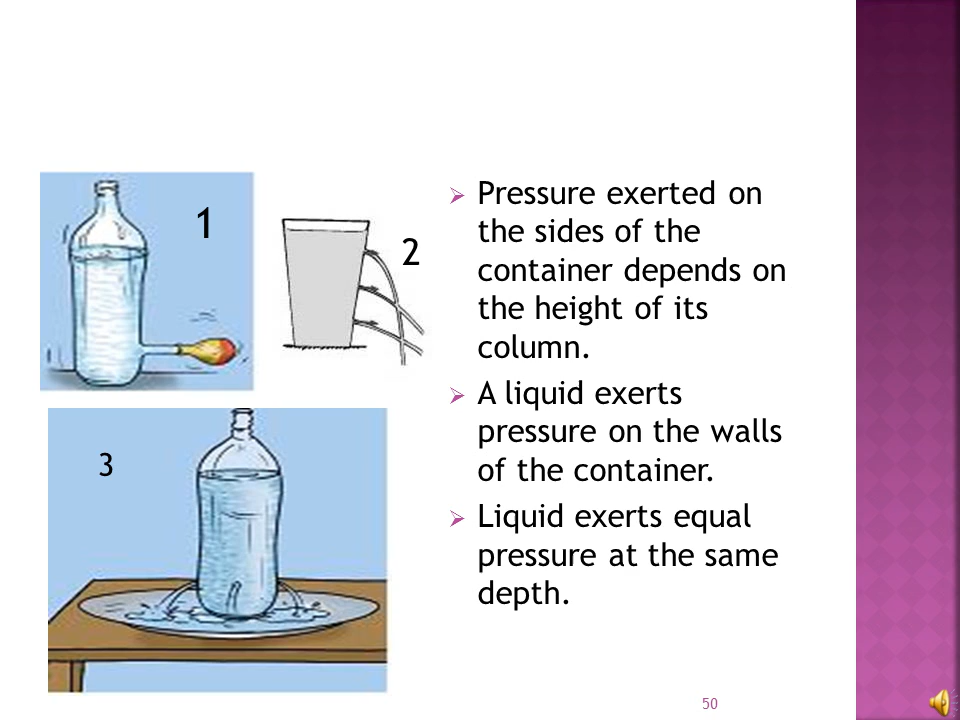 1
2
3
Pressure exerted on
the sides of the
container depends on
the height of its
column.
A liquid exerts
pressure on the walls
of the container.
Liquid exerts equal
pressure at the same
depth.
50